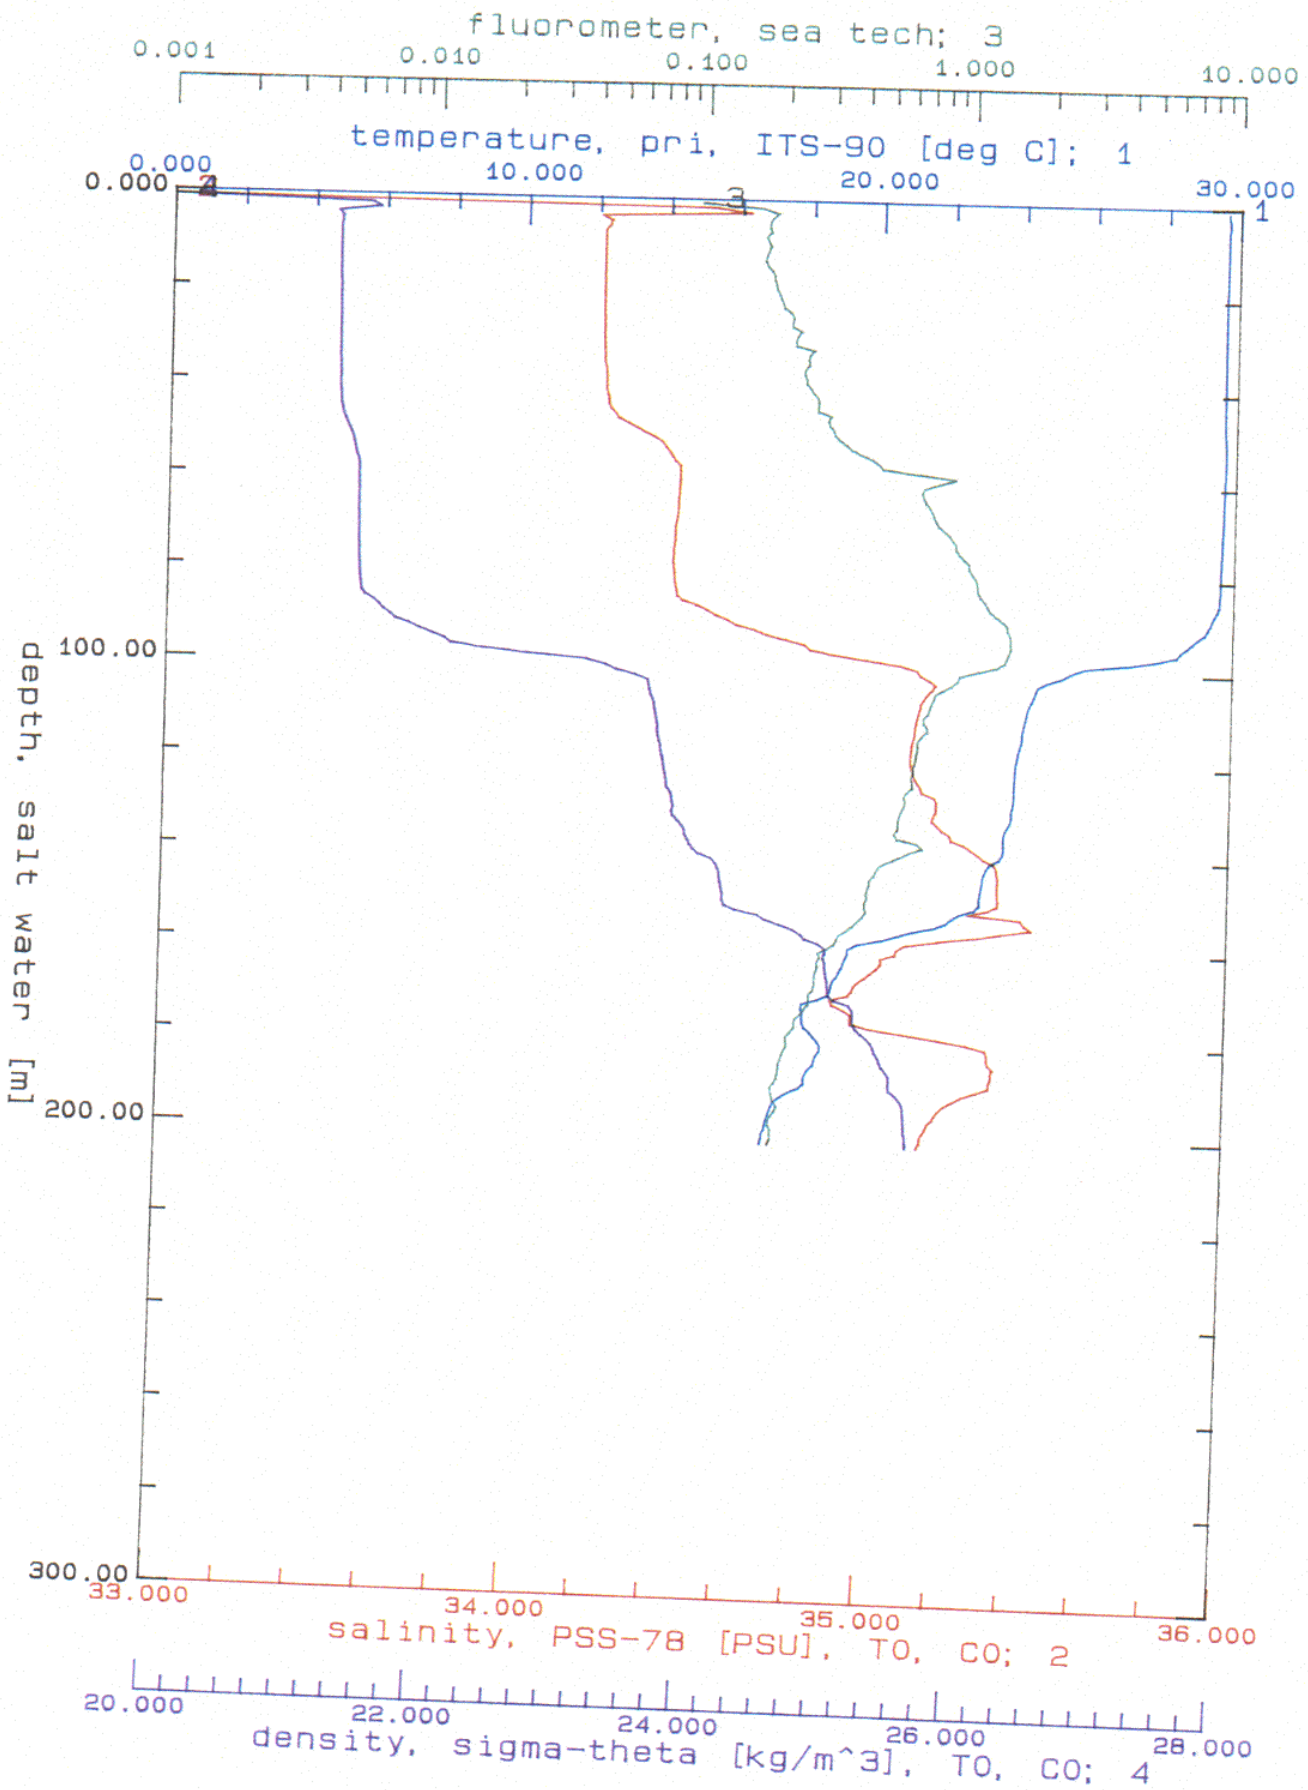 fluorometer, sea tech; 3
0.001 0.010 0.100 1.000 10.000
temperature, pri, ITS-90 [deg C]; 1
0.000 10.000 20.000 30.000
0.000
3
1
100.00
depth, salt water [m]
200.00
300.00
33.000 34.000 35.000 36.000
salinity, PSS-78 [PSU], T0, C0; 2
20.000 22.000 24.000 26.000 28.000
density, sigma-theta [kg/m^3], T0, C0; 4